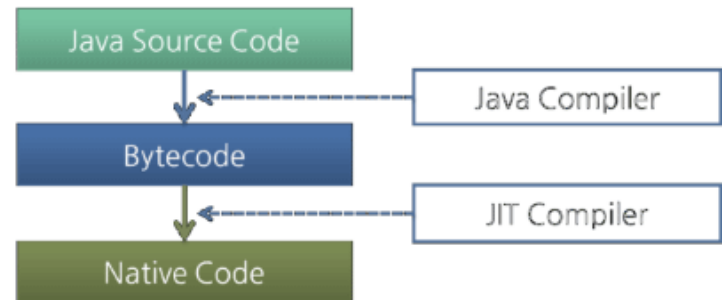 Java Source Code
Java Compiler
Bytecode
JIT Compiler
Native Code